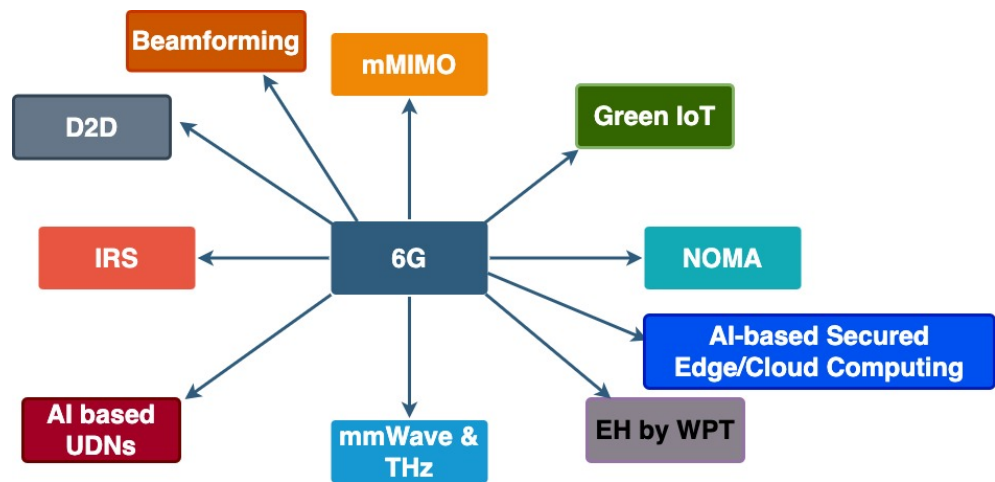 Beamforming
mMIMO
Green IoT
D2D
IRS
6G
NOMA
AI-based Secured
Edge/Cloud Computing
AI based
UDNs
mmWave &
THz
EH by WPT